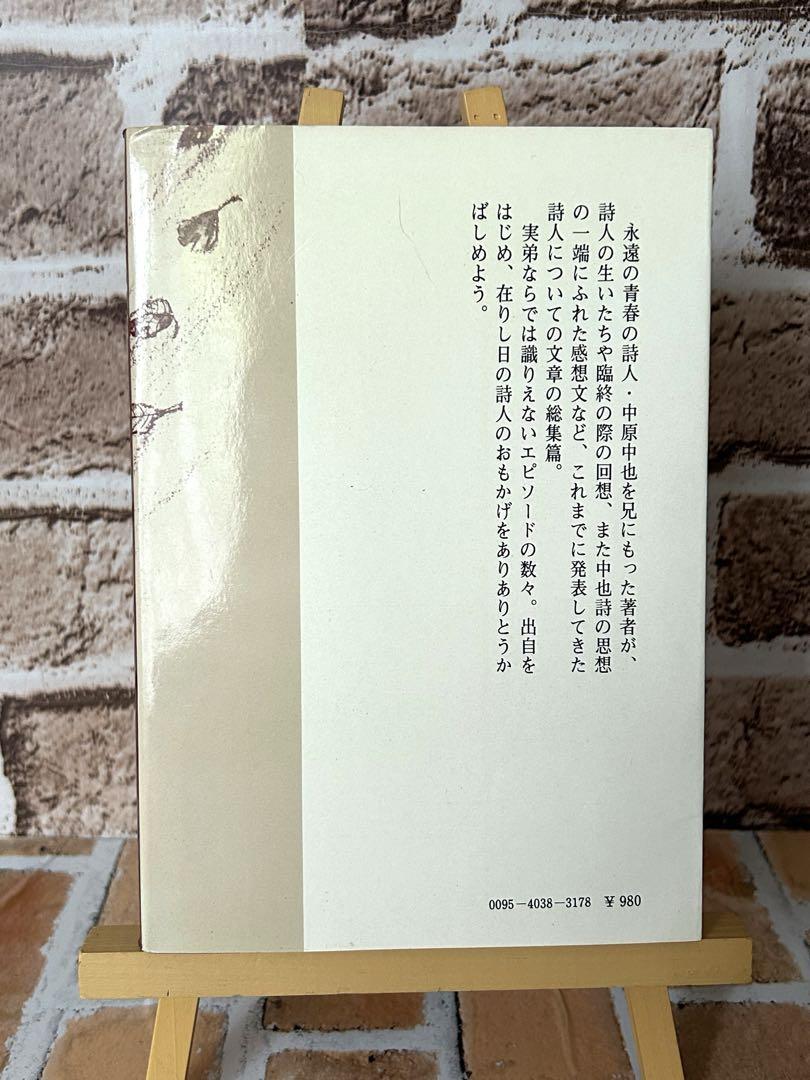 永遠の青春の詩人・中原中也を兄にもった著者が、
詩人の生いたちや臨終の際の回想、また中也詩の思想
の一端にふれた感想文など、これまでに発表してきた
詩人についての文章の総集篇。
実弟ならでは識りえないエピソードの数々。出自を
はじめ、在りし日の詩人のおもかげをありありとうか
ばしめよう。
0095-4038-3178 ¥980